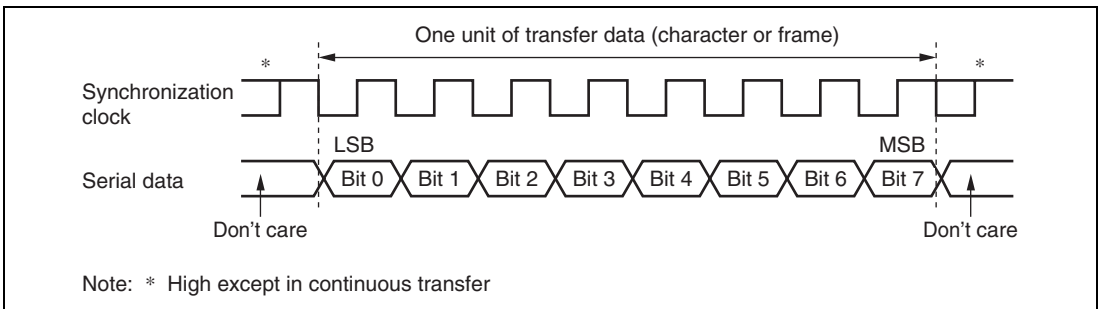 One unit of transfer data (character or frame)
* *
Synchronization
clock
LSB MSB
Serial data Bit 0 Bit 1 Bit 2 Bit 3 Bit 4 Bit 5 Bit 6 Bit 7
Don't care Don't care
Note: * High except in continuous transfer